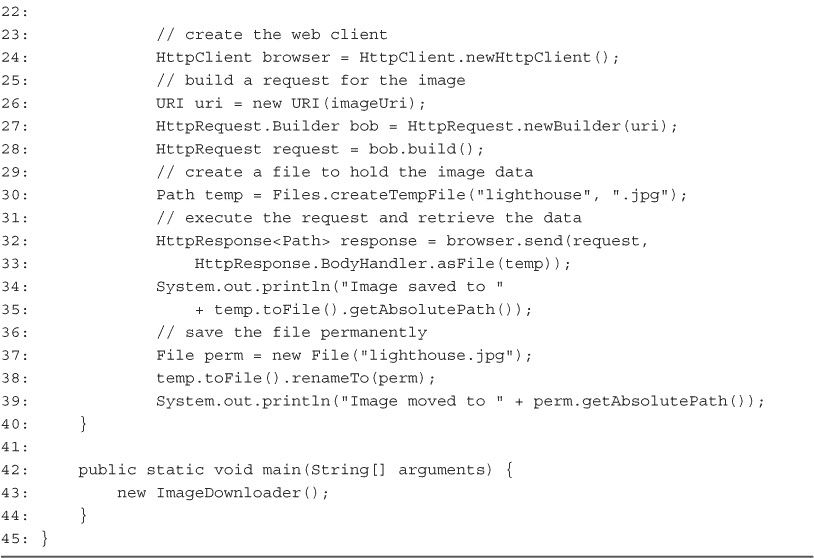 22:
23:             // create the web client
24:             HttpClient browser = HttpClient.newHttpClient();
25:             // build a request for the image
26:             URI uri = new URI(imageUri);
27:             HttpRequest.Builder bob = HttpRequest.newBuilder(uri);
28:             HttpRequest request = bob.build();
29:             // create a file to hold the image data
30:             Path temp = Files.createTempFile("lighthouse", ".jpg");
31:             // execute the request and retrieve the data
32:             HttpResponse<Path> response = browser.send(request,
33:                 HttpResponse.BodyHandler.asFile(temp));
34:             System.out.println("Image saved to "
35:                 + temp.toFile().getAbsolutePath());
36:             // save the file permanently
37:             File perm = new File("lighthouse.jpg");
38:             temp.toFile().renameTo(perm);
39:             System.out.println("Image moved to " + perm.getAbsolutePath());
40:     }
41:
42:     public static void main(String[] arguments) {
43:         new ImageDownloader();
44:     }
45: }